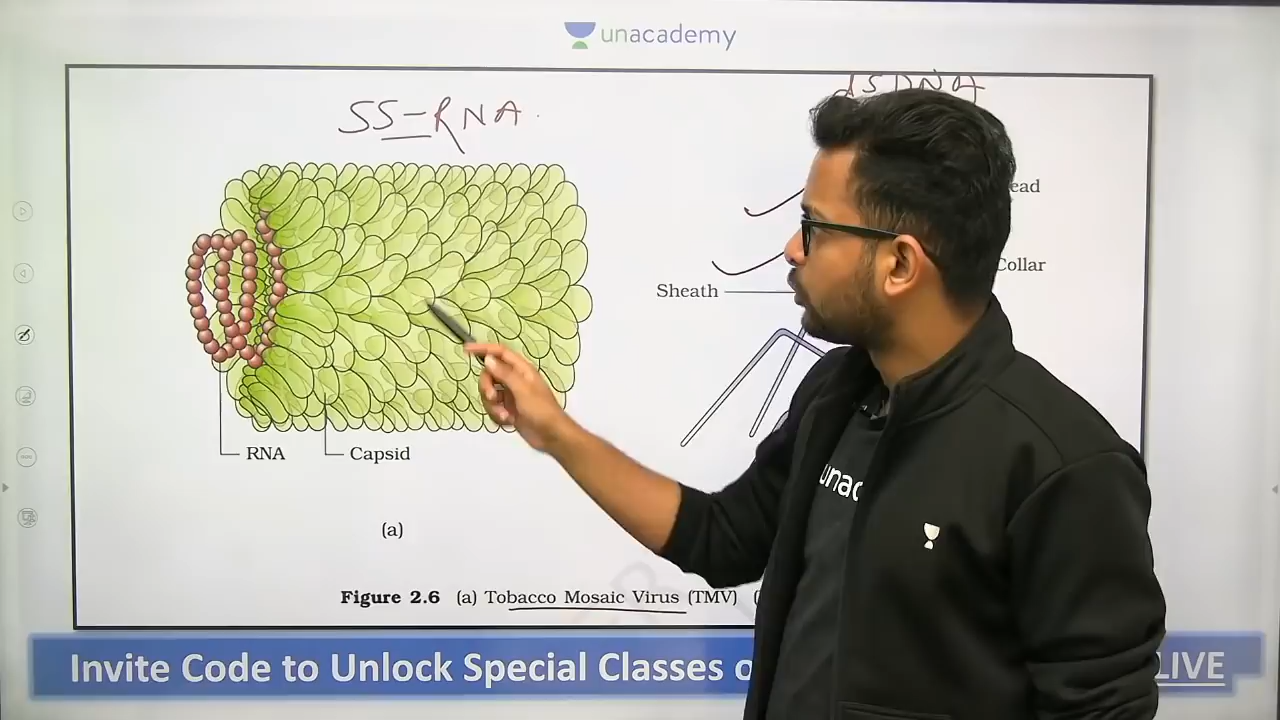 unacademy
SS-RNA
dsDNA
ead
Collar
Sheath
RNA
Capsid
(a)
Figure 2.6 (a) Tobacco Mosaic Virus (TMV) (
unac
Invite Code to Unlock Special Classes o
LIVE